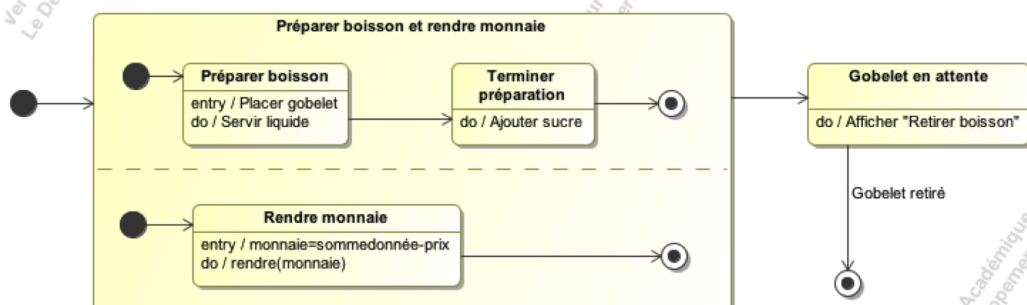 Préparer boisson et rendre monnaie
Préparer boisson
entry / Placer gobelet
do / Servir liquide
Terminer
préparation
do / Ajouter sucre
Gobelet en attente
do / Afficher "Retirer boisson"
Gobelet retiré
Rendre monnaie
entry / monnaie=sommedonnée-prix
do / rendre(monnaie)
Académique